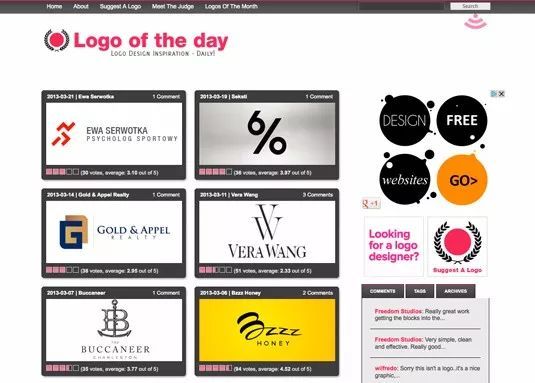 Home About Suggest A Logo Meet The Judge Logos Of The Month Search
Logo of the day
Logo Design Inspiration - Daily!
2013-03-21 | Ewa Serwotka 1 Comment
EWA SERWOTKA
PSYCHOLOG SPORTOWY
(30 votes, average: 3.10 out of 5)
2013-03-19 | Seksti 1 Comment
(36 votes, average: 3.97 out of 5)
2013-03-14 | Gold & Appel Realty 1 Comment
GOLD & APPEL
REALTY
(38 votes, average: 2.95 out of 5)
2013-03-11 | Vera Wang 3 Comments
VERA WANG
(51 votes, average: 2.33 out of 5)
2013-03-07 | Buccaneer 1 Comment
THE
BUCCANEER
CHARLESTON
(35 votes, average: 3.77 out of 5)
2013-03-06 | Bzzz Honey 2 Comments
Bzzz
HONEY
(94 votes, average: 4.52 out of 5)
DESIGN FREE
websites GO>
+1
Looking
for a logo
designer?
Suggest A Logo
COMMENTS TAGS ARCHIVES
Freedom Studios: Really great work
getting the blocks into the...
Freedom Studios: Very simple, clean
and effective. Really good...
wilfredo: Sorry this isn't a logo..it's a nice
graphic,...